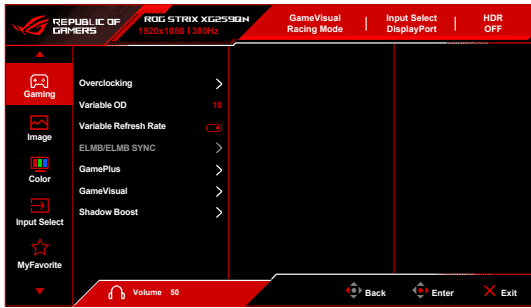 REPUBLIC OF
GAMERS
ROG STRIX XG259QN
1920x1080 | 380Hz
GameVisual
Racing Mode
Input Select
DisplayPort
HDR
OFF
Gaming
Image
Color
Input Select
MyFavorite
Overclocking
Variable OD 10
Variable Refresh Rate
ELMB/ELMB SYNC
GamePlus
GameVisual
Shadow Boost
Volume 50
Back
Enter
Exit